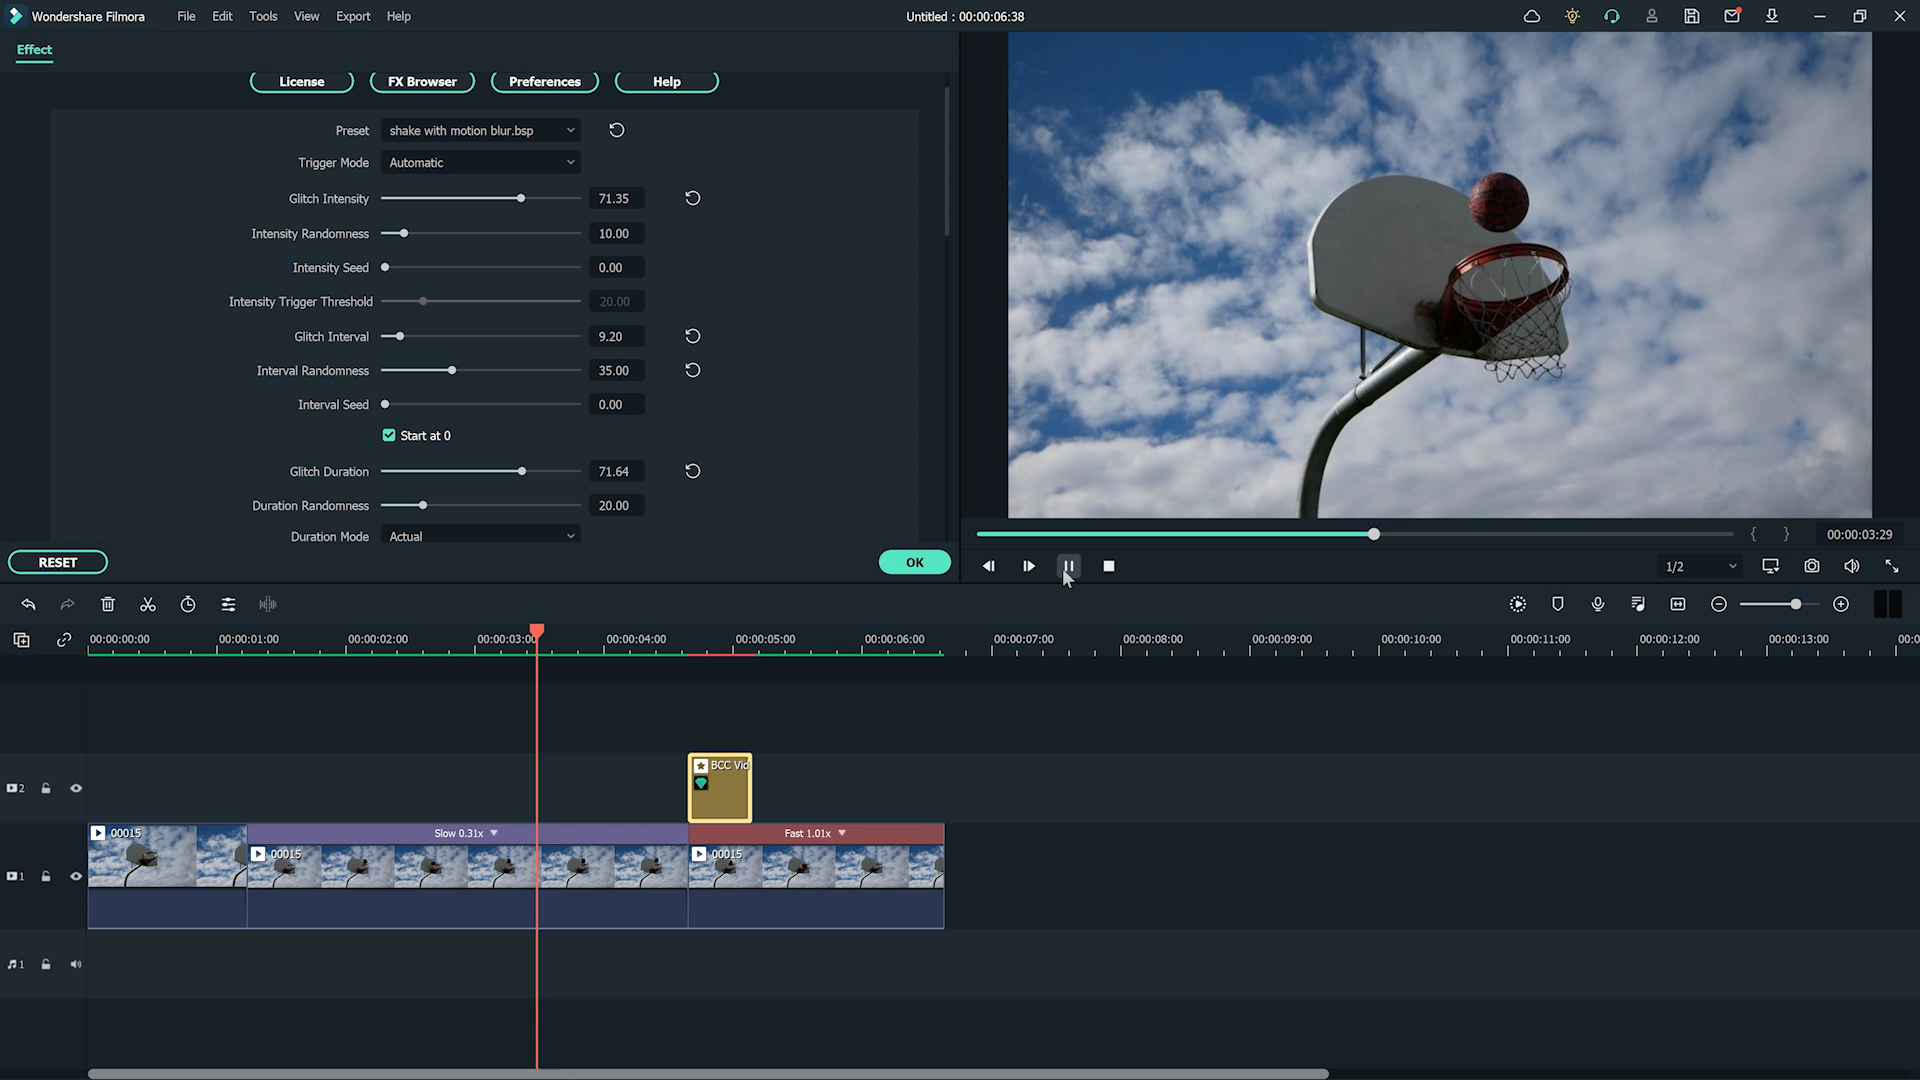 Wondershare Filmora File Edit Tools View Export Help Untitled : 00:00:06:38
Effect
License FX Browser Preferences Help
Preset shake with motion blur.bsp
Trigger Mode Automatic
Glitch Intensity 71.35
Intensity Randomness 10.00
Intensity Seed 0.00
Intensity Trigger Threshold 20.00
Glitch Interval 9.20
Interval Randomness 35.00
Interval Seed 0.00
Start at 0
Glitch Duration 71.64
Duration Randomness 20.00
Duration Mode Actual
00:00:03:29
RESET OK 1/2
00:00:00:00 00:00:01:00 00:00:02:00 00:00:03:0 00:00:04:00 00:00:05:00 00:00:06:00 00:00:07:00 00:00:08:00 00:00:09:00 00:00:10:00 00:00:11:00 00:00:12:00 00:00:13:00 00:0
BCC Vid
2
00015 Slow 0.31x Fast 1.01x
00015 00015
1
1